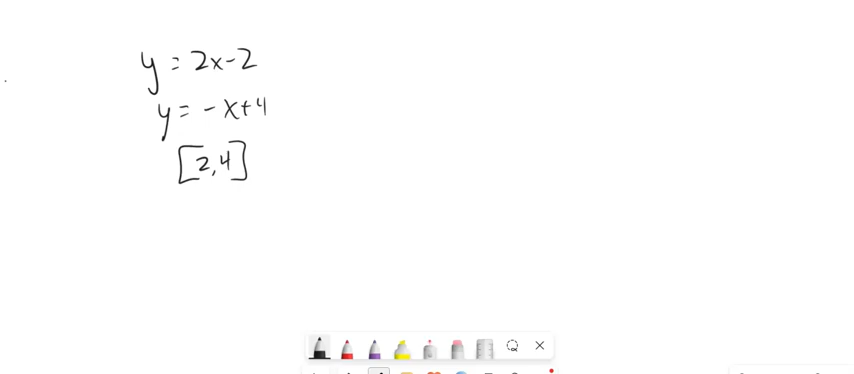 y = 2x-2
y = -x+4
[2,4]